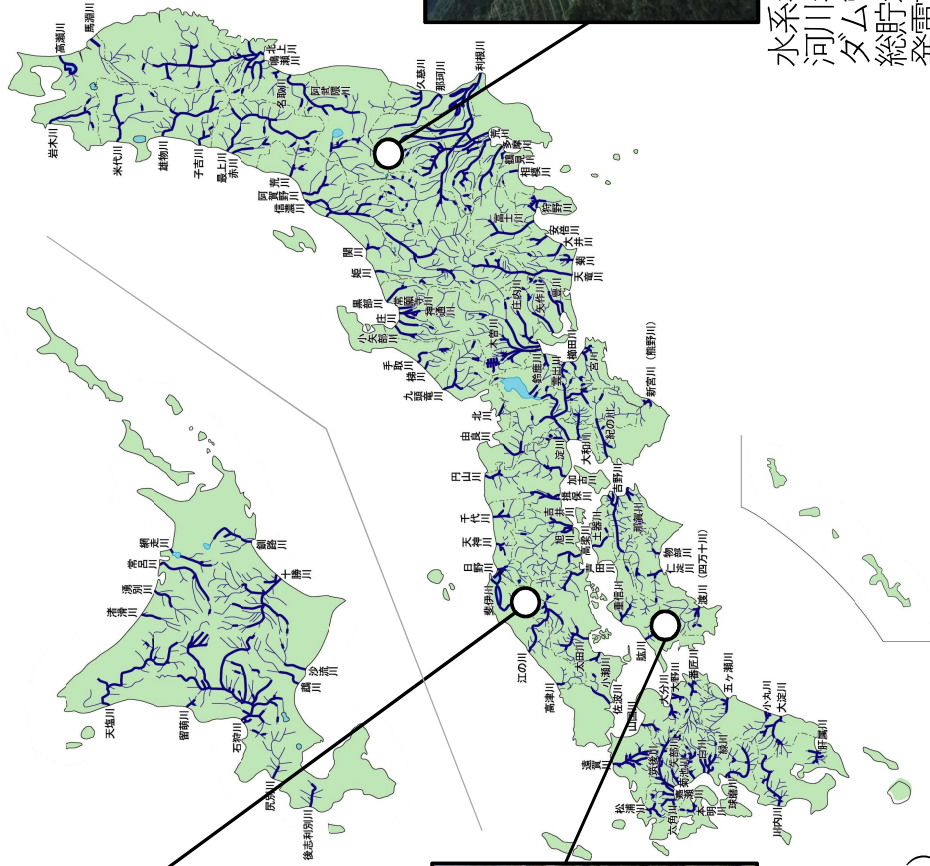 水系
河川
ダム
総貯
発電
高瀬川
馬淵川
岩木川
米代川
雄物川
子吉川
最上川
赤川
北上川
鳴瀬川
名取川
阿武隈川
久慈川
那珂川
利根川
荒川
多摩川
鶴見川
相模川
荒川
阿賀野川
信濃川
関川
姫川
黒部川
常願寺川
神通川
庄川
小矢部川
手取川
梯川
九頭竜川
北川
由良川
富士川
狩野川
安倍川
大井川
菊川
天竜川
豊川
矢作川
庄内川
木曽川
鈴鹿川
雲出川
櫛田川
宮川
新宮川(熊野川)
紀の川
大和川
淀川
円山川
加古川
揖保川
千代川
天神川
日野川
斐伊川
吉井川
旭川
高梁川
芦田川
江の川
高津川
太田川
小瀬川
佐波川
吉野川
那賀川
土器川
重信川
物部川
仁淀川
渡川(四万十川)
肱川
山国川
大分川
大野川
番匠川
五ヶ瀬川
小丸川
大淀川
肝属川
川内川
球磨川
緑川
白川
菊池川
矢部川
筑後川
遠賀川
松浦川
六角川
嘉瀬川
本明川
網走川
常呂川
湧別川
渚滑川
釧路川
十勝川
沙流川
鵡川
天塩川
留萌川
石狩川
尻別川
後志利別川